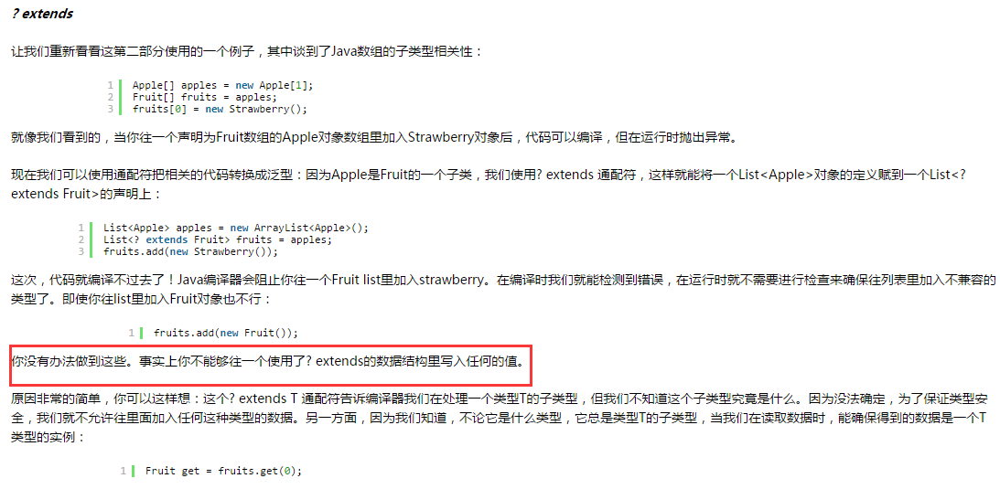 ? extends
让我们重新看看这第二部分使用的一个例子，其中谈到了Java数组的子类型相关性：
1 Apple[] apples = new Apple[1];
2 Fruit[] fruits = apples;
3 fruits[0] = new Strawberry();
就像我们看到的，当你往一个声明为Fruit数组的Apple对象数组里加入Strawberry对象后，代码可以编译，但在运行时抛出异常。
现在我们可以使用通配符把相关的代码转换成泛型：因为Apple是Fruit的一个子类，我们使用? extends 通配符，这样就能将一个List<Apple>对象的定义赋到一个List<?
extends Fruit>的声明上：
1 List<Apple> apples = new ArrayList<Apple>();
2 List<? extends Fruit> fruits = apples;
3 fruits.add(new Strawberry());
这次，代码就编译不过去了！Java编译器会阻止你往一个Fruit list里加入strawberry。在编译时我们就能检测到错误，在运行时就不需要进行检查来确保往列表里加入不兼容的
类型了。即使你往list里加入Fruit对象也不行：
1 fruits.add(new Fruit());
你没有办法做到这些。事实上你不能够往一个使用了? extends的数据结构里写入任何的值。
原因非常的简单，你可以这样想：这个? extends T 通配符告诉编译器我们在处理一个类型T的子类型，但我们不知道这个子类型究竟是什么。因为没法确定，为了保证类型安
全，我们就不允许往里面加入任何这种类型的数据。另一方面，因为我们知道，不论它是什么类型，它总是类型T的子类型，当我们在读取数据时，能确保得到的数据是一个T
类型的实例：
1 Fruit get = fruits.get(0);